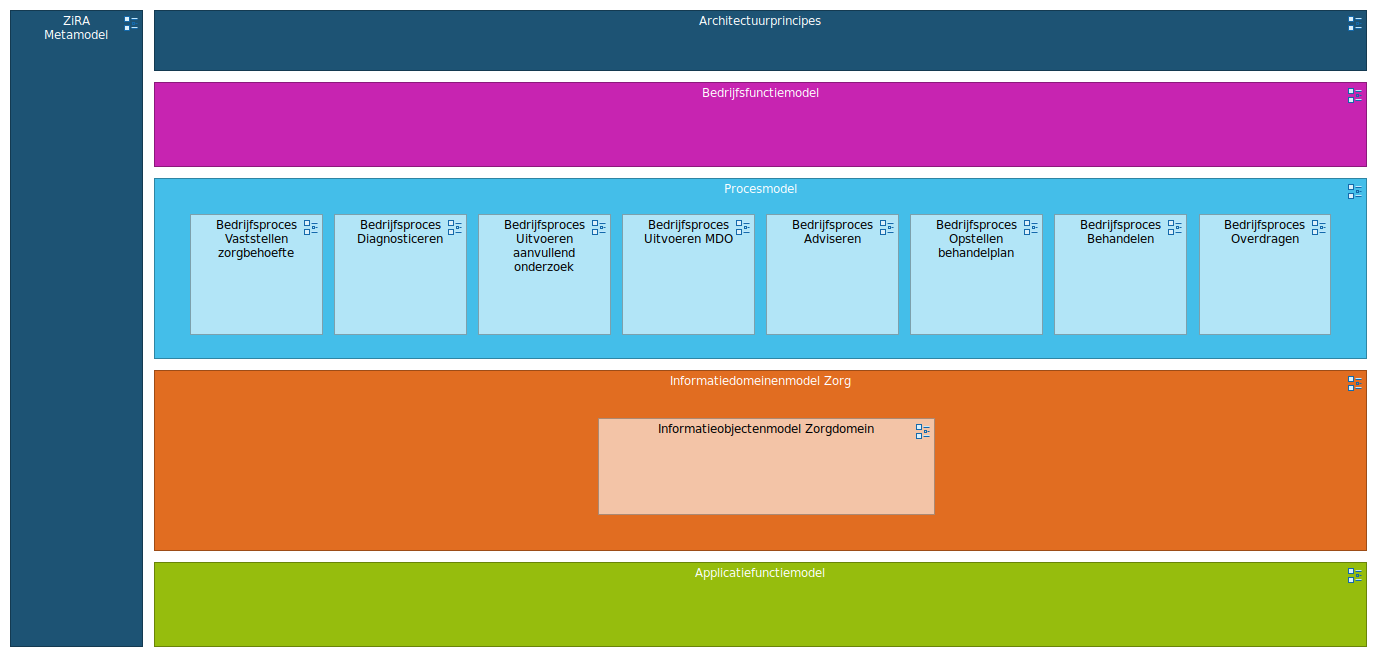 ZiRA
Metamodel
Architectuurprincipes
Bedrijfsfunctiemodel
Procesmodel
Bedrijfsproces
Vaststellen
zorgbehoefte
Bedrijfsproces
Diagnosticeren
Bedrijfsproces
Uitvoeren
aanvullend
onderzoek
Bedrijfsproces
Uitvoeren MDO
Bedrijfsproces
Adviseren
Bedrijfsproces
Opstellen
behandelplan
Bedrijfsproces
Behandelen
Bedrijfsproces
Overdragen
Informatiedomeinenmodel Zorg
Informatieobjectenmodel Zorgdomein
Applicatiefunctiemodel